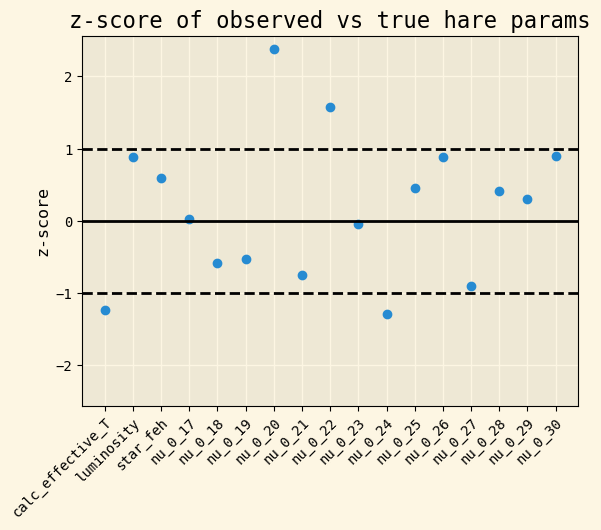 z-score of observed vs true hare params
z-score
2
1
0
−1
−2
calc_effective_T
luminosity
star_feh
nu_0_17
nu_0_18
nu_0_19
nu_0_20
nu_0_21
nu_0_22
nu_0_23
nu_0_24
nu_0_25
nu_0_26
nu_0_27
nu_0_28
nu_0_29
nu_0_30